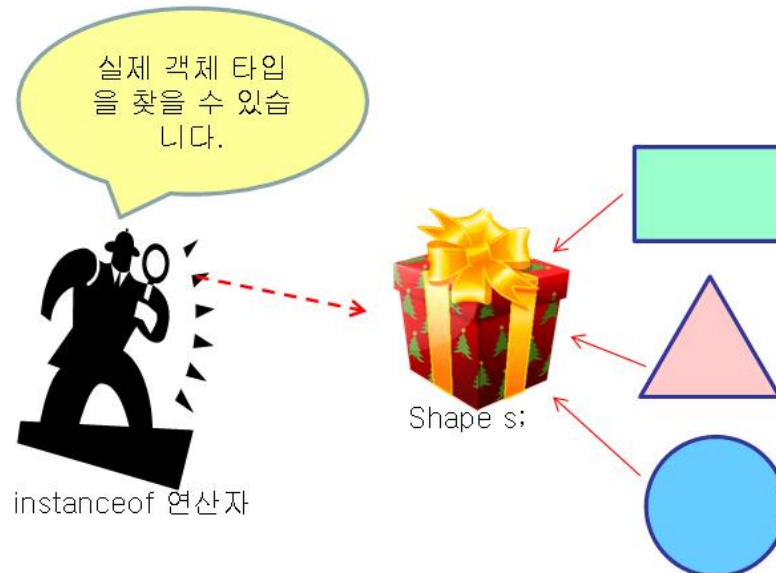 실제 객체 타입
을 찾을 수 있습
니다.
Shape s;
instanceof 연산자